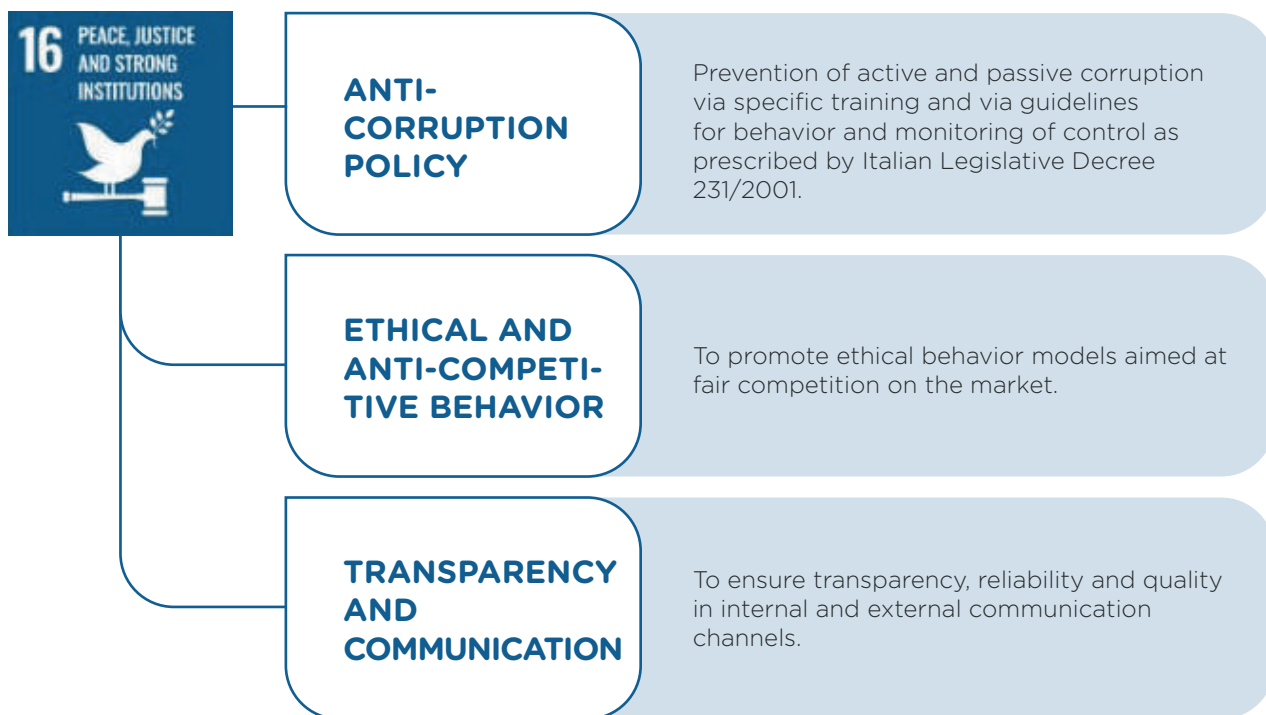 16 PEACE, JUSTICE
AND STRONG
INSTITUTIONS
ANTI-
CORRUPTION
POLICY
Prevention of active and passive corruption
via specific training and via guidelines
for behavior and monitoring of control as
prescribed by Italian Legislative Decree
231/2001.
ETHICAL AND
ANTI-COMPETI-
TIVE BEHAVIOR
To promote ethical behavior models aimed at
fair competition on the market.
TRANSPARENCY
AND
COMMUNICATION
To ensure transparency, reliability and quality
in internal and external communication
channels.